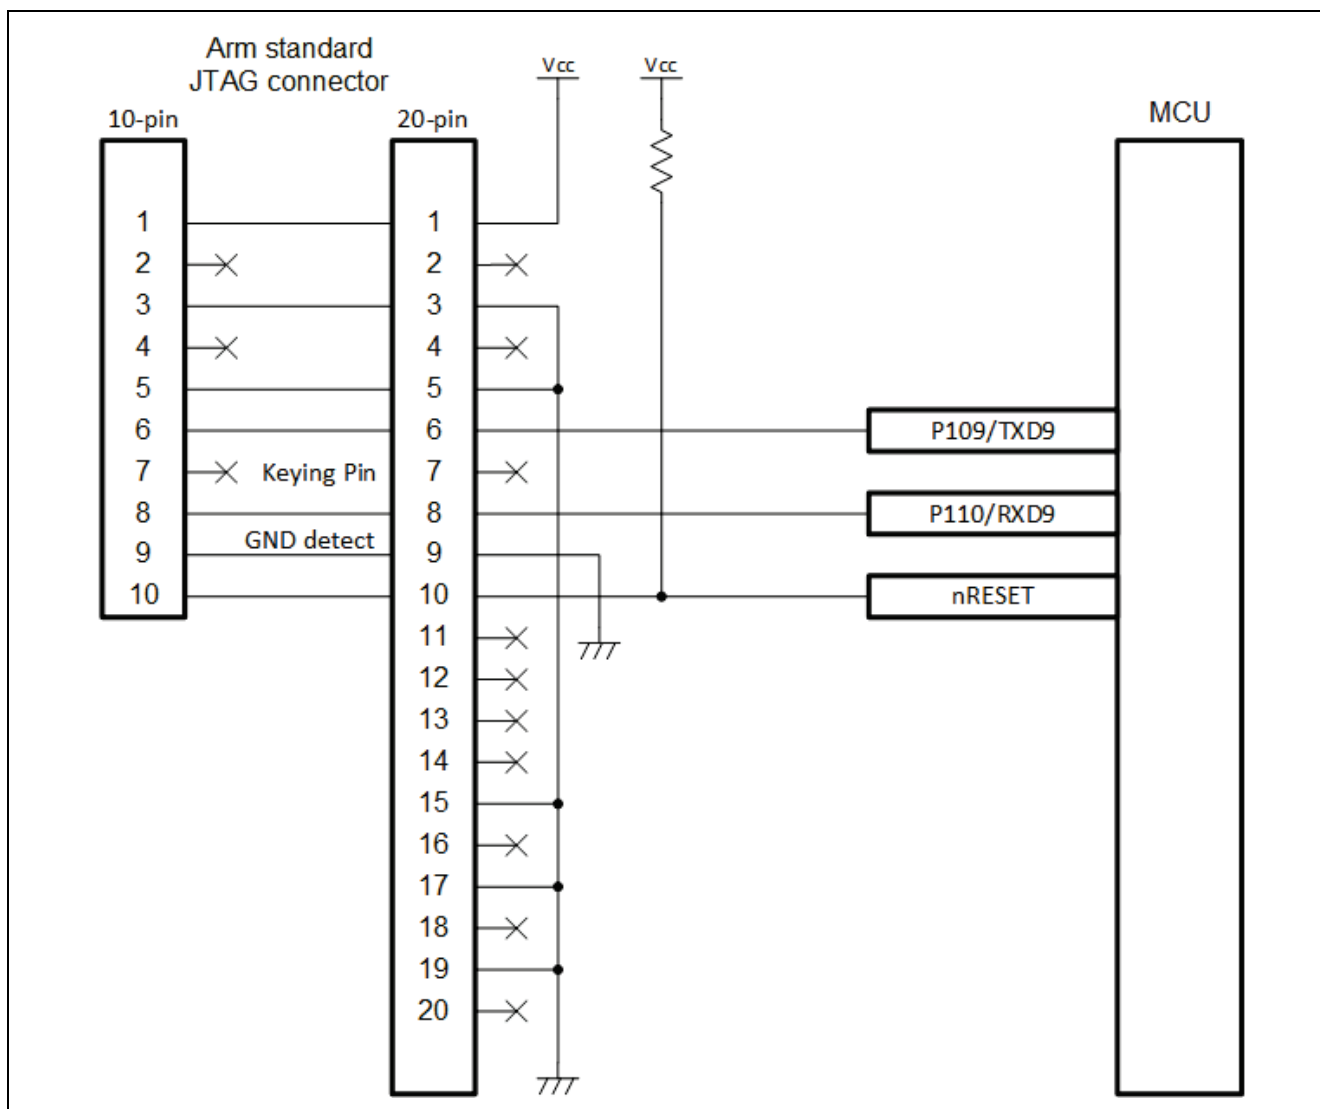 Arm standard
JTAG connector
10-pin
20-pin
Vcc
Vcc
MCU
1
1
2
2
3
3
4
4
5
5
6
6
P109/TXD9
7
Keying Pin
7
8
8
P110/RXD9
GND detect
9
9
10
10
nRESET
11
12
13
14
15
16
17
18
19
20